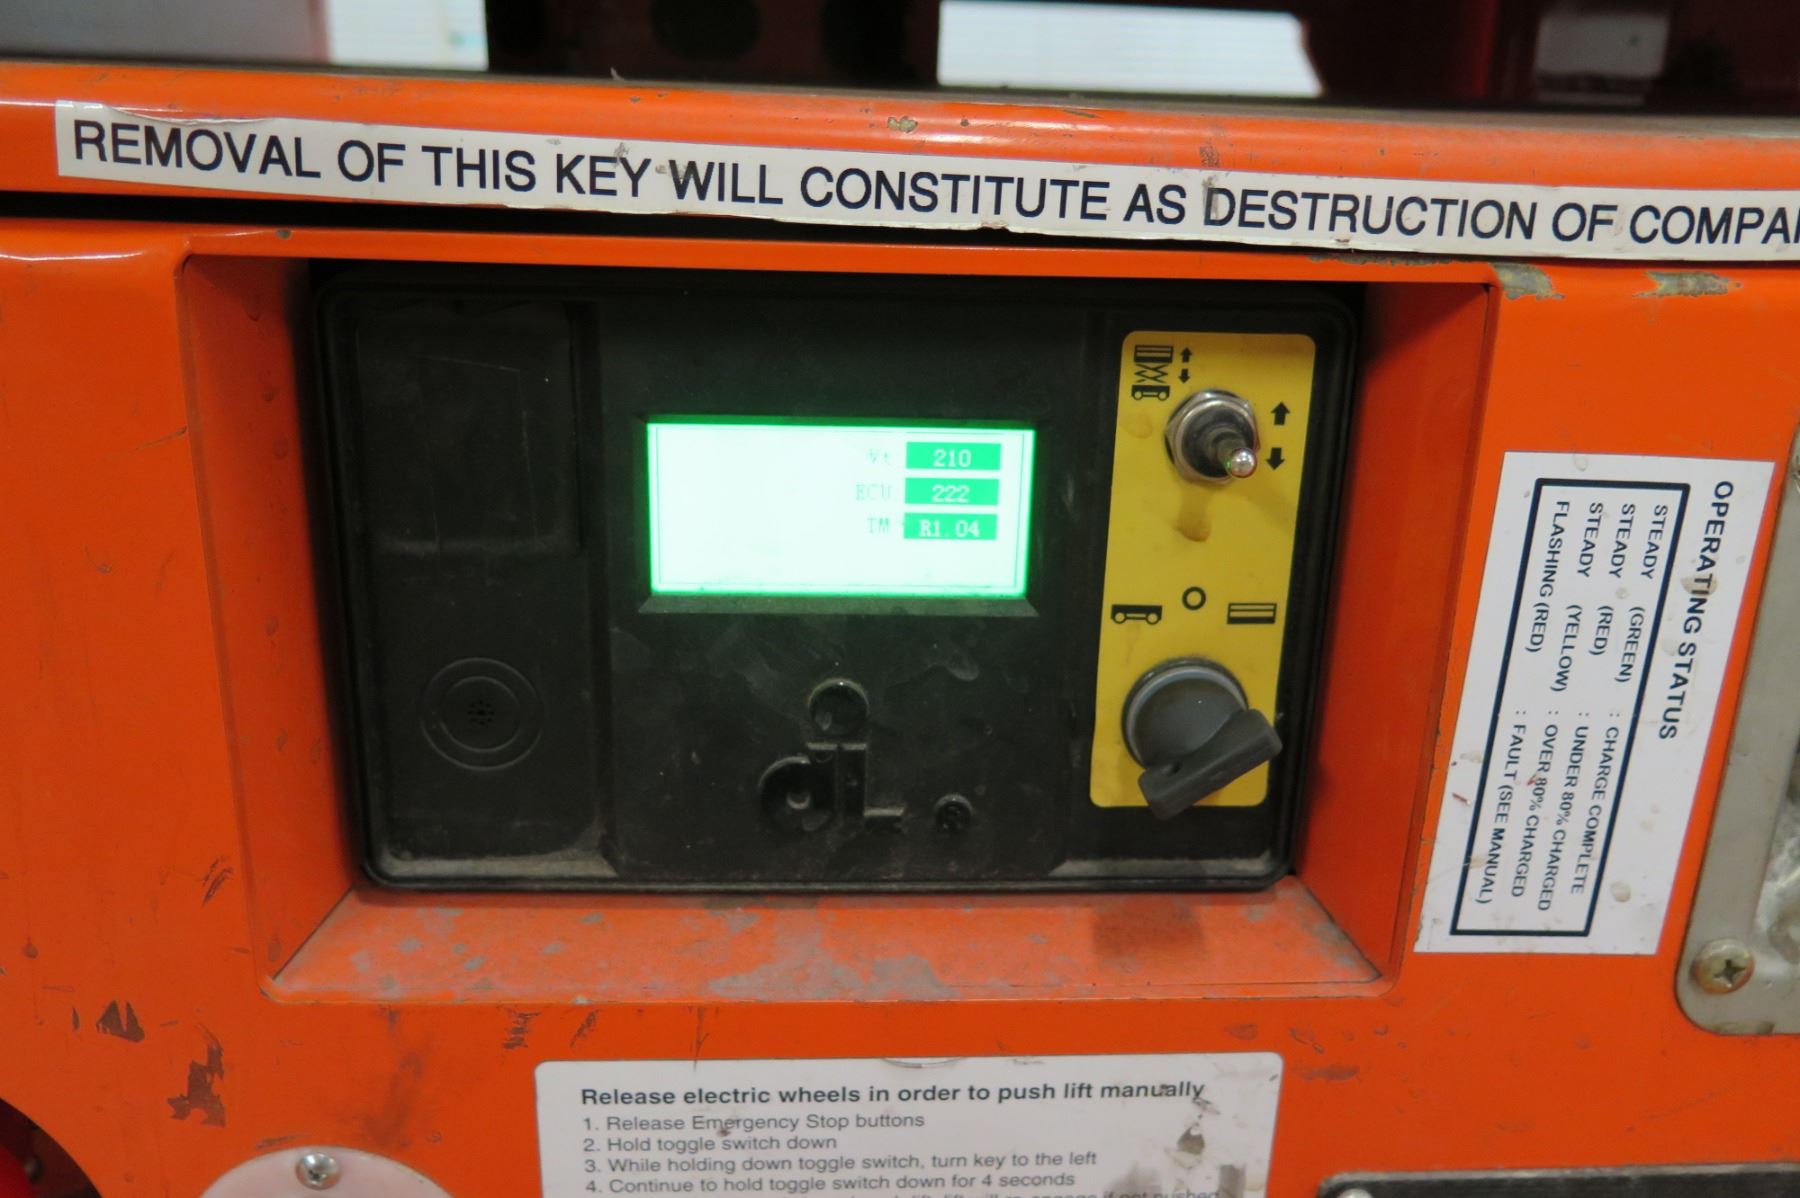 REMOVAL OF THIS KEY WILL CONSTITUTE AS DESTRUCTION OF COMPA
Vt 210
ECU 222
TM R1.04
OPERATING STATUS
STEADY (GREEN) : CHARGE COMPLETE
STEADY (RED) : UNDER 80% CHARGED
STEADY (YELLOW) : OVER 80% CHARGED
FLASHING (RED) : FAULT (SEE MANUAL)
Release electric wheels in order to push lift manually
1. Release Emergency Stop buttons
2. Hold toggle switch down
3. While holding down toggle switch, turn key to the left
4. Continue to hold toggle switch down for 4 seconds
if not pushed